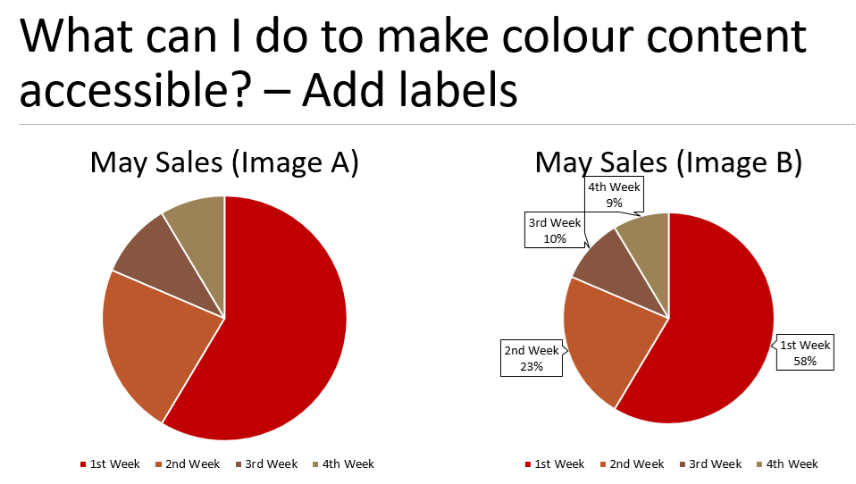 What can I do to make colour content
accessible? – Add labels
May Sales (Image A)
1st Week 2nd Week 3rd Week 4th Week
May Sales (Image B)
4th Week
9%
3rd Week
10%
2nd Week
23%
1st Week
58%
1st Week 2nd Week 3rd Week 4th Week